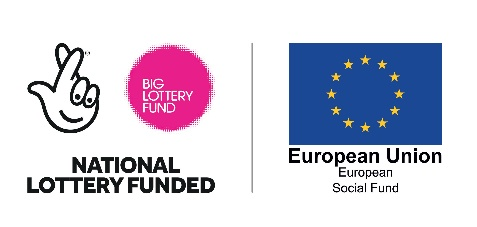 BIG
LOTTERY
FUND
NATIONAL
LOTTERY FUNDED
European Union
European
Social Fund